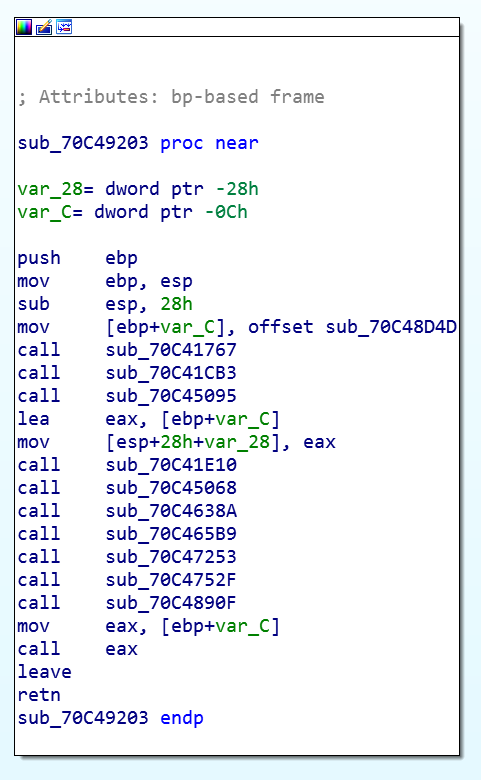 ; Attributes: bp-based frame
sub_70C49203 proc near
var_28= dword ptr -28h
var_C= dword ptr -0Ch
push    ebp
mov     ebp, esp
sub     esp, 28h
mov     [ebp+var_C], offset sub_70C48D4D
call    sub_70C41767
call    sub_70C41CB3
call    sub_70C45095
lea     eax, [ebp+var_C]
mov     [esp+28h+var_28], eax
call    sub_70C41E10
call    sub_70C45068
call    sub_70C4638A
call    sub_70C465B9
call    sub_70C47253
call    sub_70C4752F
call    sub_70C4890F
mov     eax, [ebp+var_C]
call    eax
leave
retn
sub_70C49203 endp